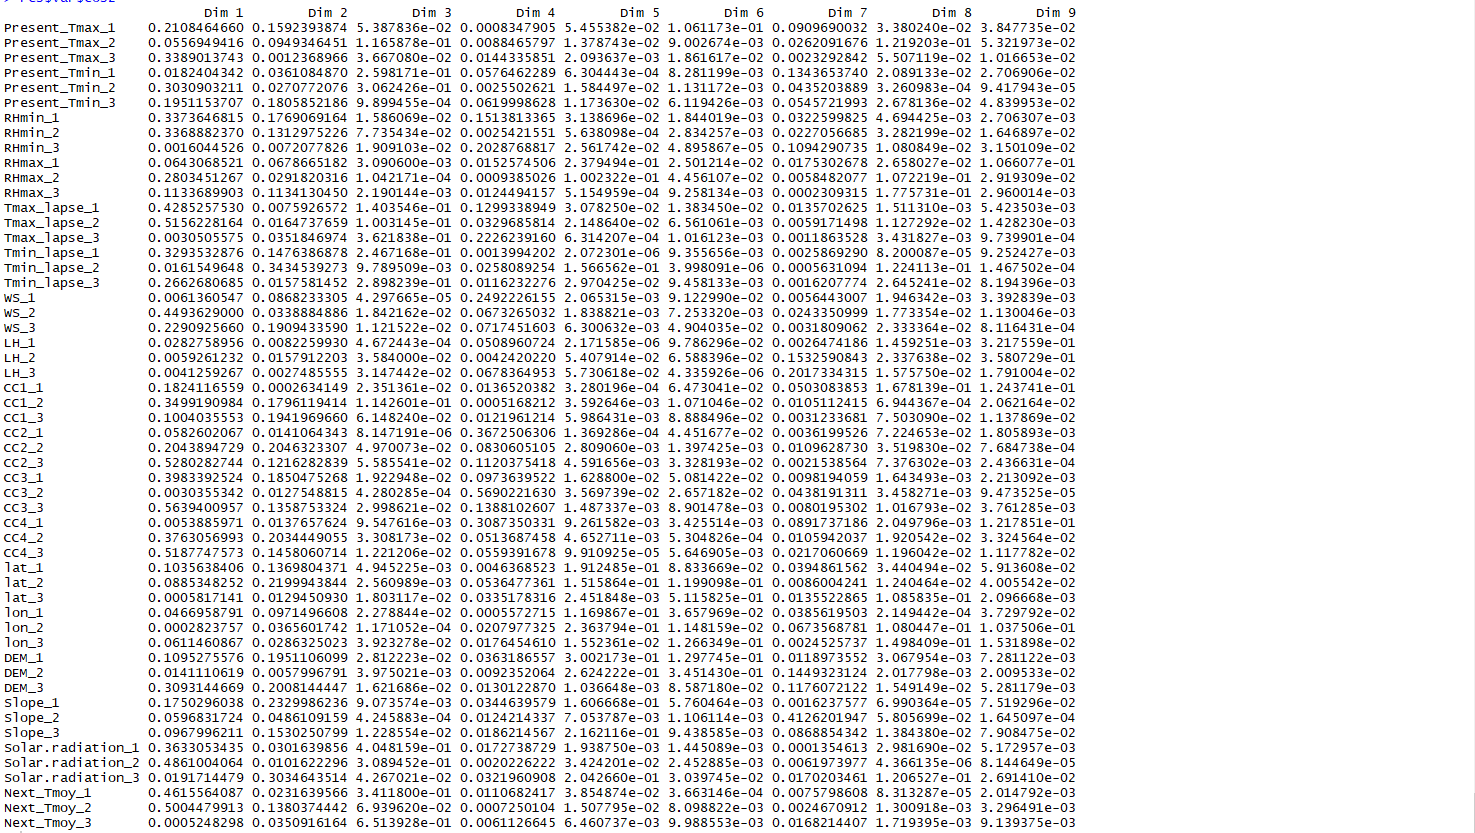 Dim 1 Dim 2 Dim 3 Dim 4 Dim 5 Dim 6 Dim 7 Dim 8 Dim 9
Present_Tmax_1 0.2108464660 0.1592393874 5.387836e-02 0.0008347905 5.455382e-02 1.061173e-01 0.0909690032 3.380240e-02 3.847735e-02
Present_Tmax_2 0.0556949416 0.0949346451 1.165878e-01 0.0088465797 1.378743e-02 9.002674e-03 0.0262091676 1.219203e-01 5.321973e-02
Present_Tmax_3 0.3389013743 0.0012368966 3.667080e-02 0.0144335851 2.093637e-03 1.861617e-02 0.0023292842 5.507119e-02 1.016653e-02
Present_Tmin_1 0.0182404342 0.0361084870 2.598171e-01 0.0576462289 6.304443e-04 8.281199e-03 0.1343653740 2.089133e-02 2.706906e-02
Present_Tmin_2 0.3030903211 0.0270772076 3.062426e-01 0.0025502621 1.584497e-02 1.131172e-03 0.0435203889 3.260983e-04 9.417943e-05
Present_Tmin_3 0.1951153707 0.1805852186 9.899455e-04 0.0619998628 1.173630e-02 6.119426e-03 0.0545721993 2.678136e-02 4.839953e-02
RHmin_1 0.3373646815 0.1769069164 1.586069e-02 0.1513813365 3.138696e-02 1.844019e-03 0.0322599825 4.694425e-03 2.706307e-03
RHmin_2 0.3368882370 0.1312975226 7.735434e-02 0.0025421551 5.638098e-04 2.834257e-03 0.0227056685 3.282199e-02 1.646897e-02
RHmin_3 0.0016044526 0.0072077826 1.909103e-02 0.2028768817 2.561742e-02 4.895867e-05 0.1094290735 1.080849e-02 3.150109e-02
RHmax_1 0.0643068521 0.0678665182 3.090600e-03 0.0152574506 2.379494e-01 2.501214e-02 0.0175302678 2.658027e-02 1.066077e-01
RHmax_2 0.2803451267 0.0291820316 1.042171e-04 0.0009385026 1.002322e-01 4.456107e-02 0.0058482077 1.072219e-01 2.919309e-02
RHmax_3 0.1133689903 0.1134130450 2.190144e-03 0.0124494157 5.154959e-04 9.258134e-03 0.0002309315 1.775731e-01 2.960014e-03
Tmax_lapse_1 0.4285257530 0.0075926572 1.403546e-01 0.1299338949 3.078250e-02 1.383450e-02 0.0135702625 1.511310e-03 5.423503e-03
Tmax_lapse_2 0.5156228164 0.0164737659 1.003145e-01 0.0329685814 2.148640e-02 6.561061e-03 0.0059171498 1.127292e-02 1.428230e-03
Tmax_lapse_3 0.0030505575 0.0351846974 3.621838e-01 0.2226239160 6.314207e-04 1.016123e-03 0.0011863528 3.431827e-03 9.739901e-04
Tmin_lapse_1 0.3293532876 0.1476386878 2.467168e-01 0.0013994202 2.072301e-06 9.355656e-03 0.0025869290 8.200087e-05 9.252427e-03
Tmin_lapse_2 0.0161549648 0.3434539273 9.789509e-03 0.0258089254 1.566562e-01 3.998091e-06 0.0005631094 1.224113e-01 1.467502e-04
Tmin_lapse_3 0.2662680685 0.0157581452 2.898239e-01 0.0116232276 2.970425e-02 9.458133e-03 0.0016207774 2.645241e-02 8.194396e-03
WS_1 0.0061360547 0.0868233305 4.297665e-05 0.2492226155 2.065315e-03 9.122990e-02 0.0056443007 1.946342e-03 3.392839e-03
WS_2 0.4493629000 0.0338884886 1.842162e-02 0.0673265032 1.838821e-03 7.253320e-03 0.0243350999 1.773354e-02 1.130046e-03
WS_3 0.2290925660 0.1909433590 1.121522e-02 0.0717451603 6.300632e-03 4.904035e-02 0.0031809062 2.333364e-02 8.116431e-04
LH_1 0.0282758956 0.0082259930 4.672443e-04 0.0508960724 2.171585e-06 9.786296e-02 0.0026474186 1.459251e-03 3.217559e-01
LH_2 0.0059261232 0.0157912203 3.584000e-02 0.0042420220 5.407914e-02 6.588396e-02 0.1532590843 2.337638e-02 3.580729e-01
LH_3 0.0041259267 0.0027485555 3.147442e-02 0.0678364953 5.730618e-02 4.335926e-06 0.2017334315 1.575750e-02 1.791004e-02
CC1_1 0.1824116559 0.0002634149 2.351361e-02 0.0136520382 3.280196e-04 6.473041e-02 0.0503083853 1.678139e-01 1.243741e-01
CC1_2 0.3499190984 0.1796119414 1.142601e-01 0.0005168212 3.592646e-03 1.071046e-02 0.0105112415 6.944367e-04 2.062164e-02
CC1_3 0.1004035553 0.1941969660 6.148240e-02 0.0121961214 5.986431e-03 8.888496e-02 0.0031233681 7.503090e-02 1.137869e-02
CC2_1 0.0582602067 0.0141064343 8.147191e-06 0.3672506306 1.369286e-04 4.451677e-02 0.0036199526 7.224653e-02 1.805893e-03
CC2_2 0.2043894729 0.2046323307 4.970073e-02 0.0830605105 2.809060e-03 1.397425e-03 0.0109628730 3.519830e-02 7.684738e-04
CC2_3 0.5280282744 0.1216282839 5.585541e-02 0.1120375418 4.591656e-03 3.328193e-02 0.0021538564 7.376302e-03 2.436631e-04
CC3_1 0.3983392524 0.1850475268 1.922948e-02 0.0973639522 1.628800e-02 5.081422e-02 0.0098194059 1.643493e-03 2.213092e-03
CC3_2 0.0030355342 0.0127548815 4.280285e-04 0.5690221630 3.569739e-02 2.657182e-02 0.0438191311 3.458271e-03 9.473525e-05
CC3_3 0.5639400957 0.1358753324 2.998621e-02 0.1388102607 1.487337e-03 8.901478e-03 0.0080195302 1.016793e-02 3.761285e-03
CC4_1 0.0053885971 0.0137657624 9.547616e-03 0.3087350331 9.261582e-03 3.425514e-03 0.0891737186 2.049796e-03 1.217851e-01
CC4_2 0.3763056993 0.2034449055 3.308173e-02 0.0513687458 4.652711e-03 5.304826e-04 0.0105942037 1.920542e-02 3.324564e-02
CC4_3 0.5187747573 0.1458060714 1.221206e-02 0.0559391678 9.910925e-05 5.646905e-03 0.0217060669 1.196042e-02 1.117782e-02
lat_1 0.1035638406 0.1369804371 4.945225e-03 0.0046368523 1.912485e-01 8.833669e-02 0.0394861562 3.440494e-02 5.913608e-02
lat_2 0.0885348252 0.2199943844 2.560989e-03 0.0536477361 1.515864e-01 1.199098e-01 0.0086004241 1.240464e-02 4.005542e-02
lat_3 0.0005817141 0.0129450930 1.803117e-02 0.0335178316 2.451848e-03 5.115825e-01 0.0135522865 1.085835e-01 2.096668e-03
lon_1 0.0466958791 0.0971496608 2.278844e-02 0.0005572715 1.169867e-01 3.657969e-02 0.0385619503 2.149442e-04 3.729792e-02
lon_2 0.0002823757 0.0365601742 1.171052e-04 0.0207977325 2.363794e-01 1.148159e-02 0.0673568781 1.080447e-01 1.037506e-01
lon_3 0.0611460867 0.0286325023 3.923278e-02 0.0176454610 1.552361e-02 1.266349e-01 0.0024525737 1.498409e-01 1.531898e-02
DEM_1 0.1095275576 0.1951106099 2.812223e-02 0.0363186557 3.002173e-01 1.297745e-01 0.0118973552 3.067954e-03 7.281122e-03
DEM_2 0.0141110619 0.0057996791 3.975021e-03 0.0092352064 2.624222e-01 3.451430e-01 0.1449323124 2.017798e-03 2.009533e-02
DEM_3 0.3093144669 0.2008144447 1.621686e-02 0.0130122870 1.036648e-03 8.587180e-02 0.1176072122 1.549149e-02 5.281179e-03
Slope_1 0.1750296038 0.2329986236 9.073574e-03 0.0344639579 1.606668e-01 5.760464e-03 0.0016237577 6.990364e-05 7.519296e-02
Slope_2 0.0596831724 0.0486109159 4.245883e-04 0.0124214337 7.053787e-03 1.106114e-03 0.4126201947 5.805699e-02 1.645097e-04
Slope_3 0.0967996211 0.1530250799 1.228554e-02 0.0186214567 2.162116e-01 9.438585e-03 0.0868854342 1.384380e-02 7.908475e-02
Solar.radiation_1 0.3633053435 0.0301639856 4.048159e-01 0.0172738729 1.938750e-03 1.445089e-03 0.0001354613 2.981690e-02 5.172957e-03
Solar.radiation_2 0.4861004064 0.0101622296 3.089452e-01 0.0020226222 3.424201e-02 2.452885e-03 0.0061973977 4.366135e-06 8.144649e-05
Solar.radiation_3 0.0191714479 0.3034643514 4.267021e-02 0.0321960908 2.042660e-01 3.039745e-02 0.0170203461 1.206527e-01 2.691410e-02
Next_Tmoy_1 0.4615564087 0.0231639566 3.411800e-01 0.0110682417 3.854874e-02 3.663146e-04 0.0075798608 8.313287e-05 2.014792e-03
Next_Tmoy_2 0.5004479913 0.1380374442 6.939620e-02 0.0007250104 1.507795e-02 8.098822e-03 0.0024670912 1.300918e-03 3.296491e-03
Next_Tmoy_3 0.0005248298 0.0350916164 6.513928e-01 0.0061126645 6.460737e-03 9.988553e-03 0.0168214407 1.719395e-03 9.139375e-03